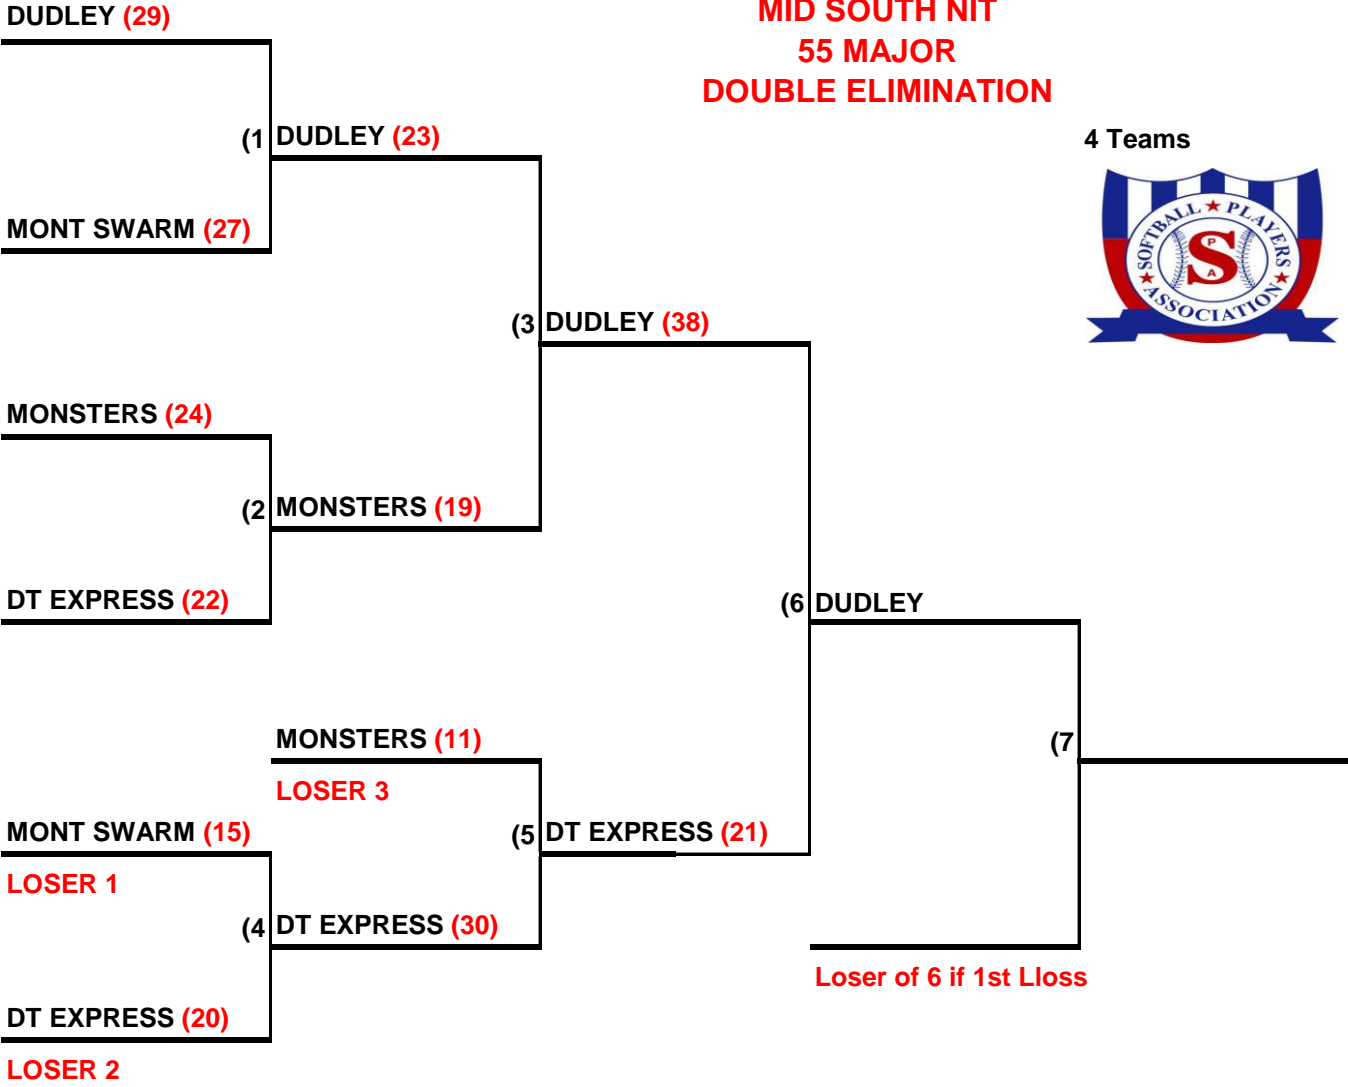 DUDLEY (29)
MID SOUTH NIT
55 MAJOR
DOUBLE ELIMINATION
(1 DUDLEY (23)
4 Teams
SOFTBALL ★ PLAYERS ★ ASSOCIATION ★
P
S
A
MONT SWARM (27)
(3 DUDLEY (38)
MONSTERS (24)
(2 MONSTERS (19)
DT EXPRESS (22)
(6 DUDLEY
MONSTERS (11)
(7
LOSER 3
MONT SWARM (15)
(5 DT EXPRESS (21)
LOSER 1
(4 DT EXPRESS (30)
Loser of 6 if 1st Lloss
DT EXPRESS (20)
LOSER 2